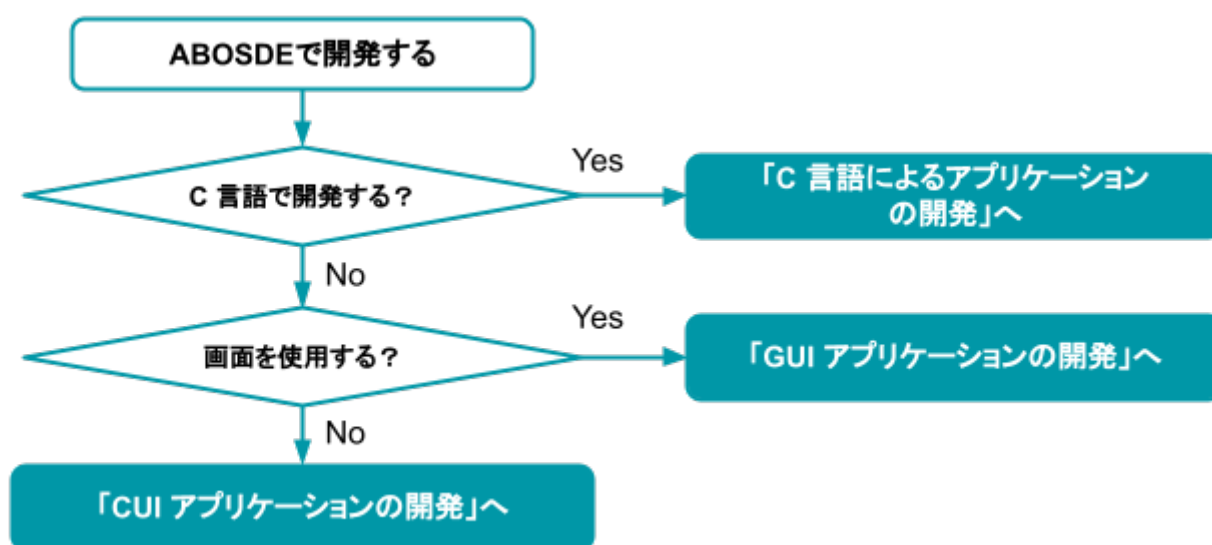 ABOSDEで開発する
C 言語で開発する？
Yes
「C 言語によるアプリケーション
の開発」へ
No
画面を使用する？
Yes
「GUI アプリケーションの開発」へ
No
「CUI アプリケーションの開発」へ